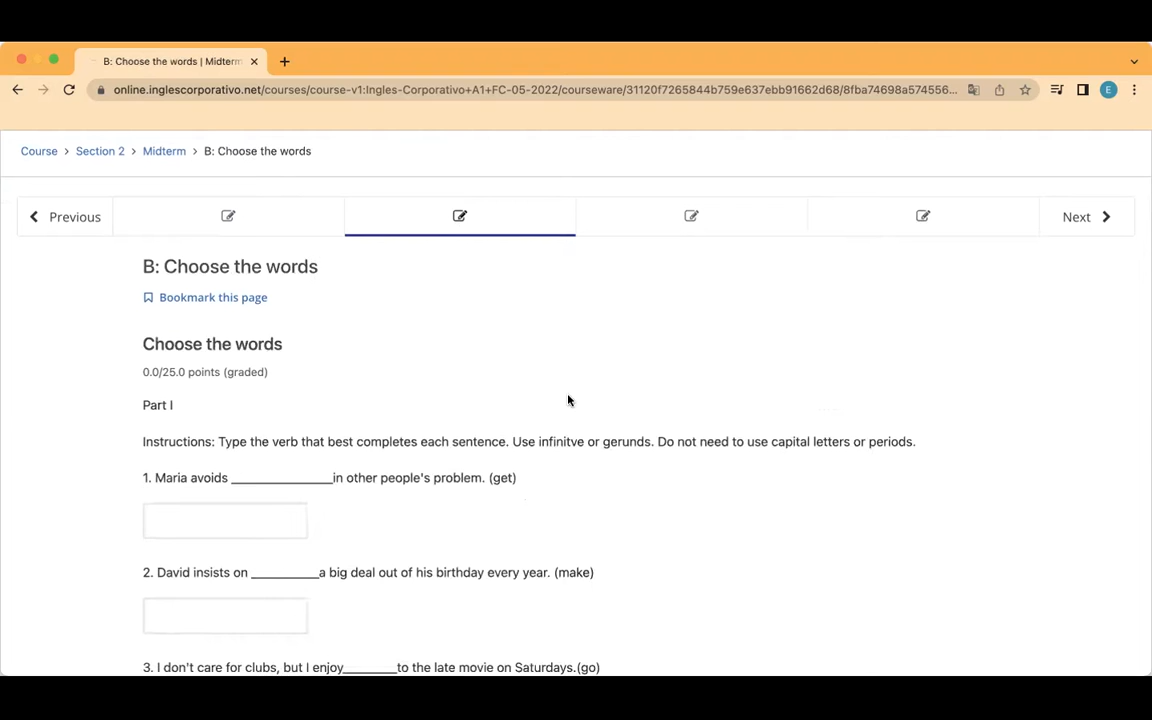 B: Choose the words | Midterm
online.inglescorporativo.net/courses/course-v1:Ingles-Corporativo+A1+FC-05-2022/courseware/31120f7265844b759e637ebb91662d68/8fba74698a574556...
E
Course > Section 2 > Midterm > B: Choose the words
Previous
Next
B: Choose the words
Bookmark this page
Choose the words
0.0/25.0 points (graded)
Part I
Instructions: Type the verb that best completes each sentence. Use infinitve or gerunds. Do not need to use capital letters or periods.
1. Maria avoids _______________in other people's problem. (get)
2. David insists on __________a big deal out of his birthday every year. (make)
3. I don't care for clubs, but I enjoy________to the late movie on Saturdays.(go)